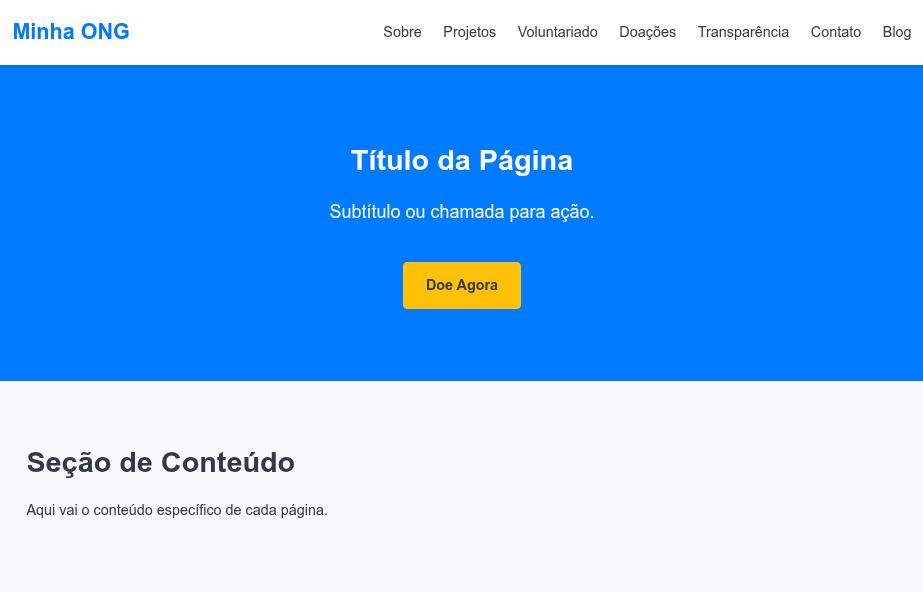 Minha ONG
Sobre Projetos Voluntariado Doações Transparência Contato Blog
Título da Página
Subtítulo ou chamada para ação.
Doe Agora
Seção de Conteúdo
Aqui vai o conteúdo específico de cada página.